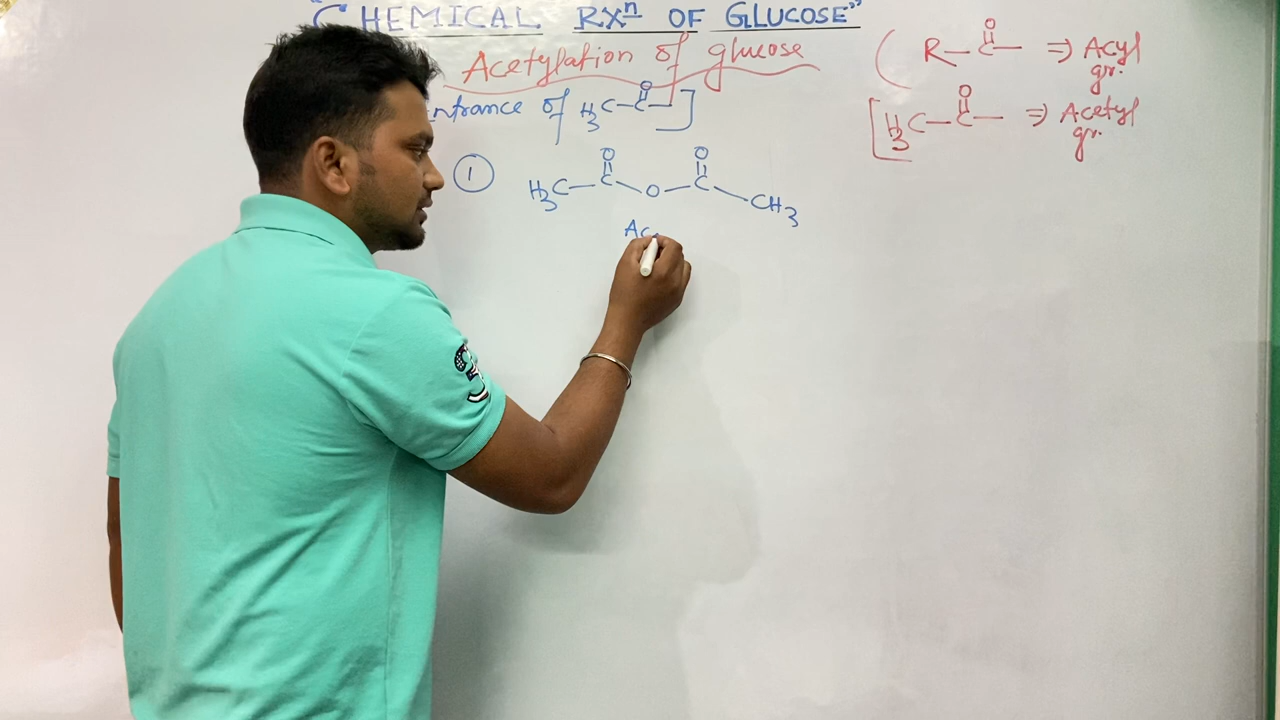 "CHEMICAL RXⁿ OF GLUCOSE"
Acetylation of glucose
ntrance of H3C-C-
O
]
① H3C-C-O-C-CH3
O O
Ac
( R-C- ⇒ Acyl gr.
O
[ H3C-C- ⇒ Acetyl gr.
O
3